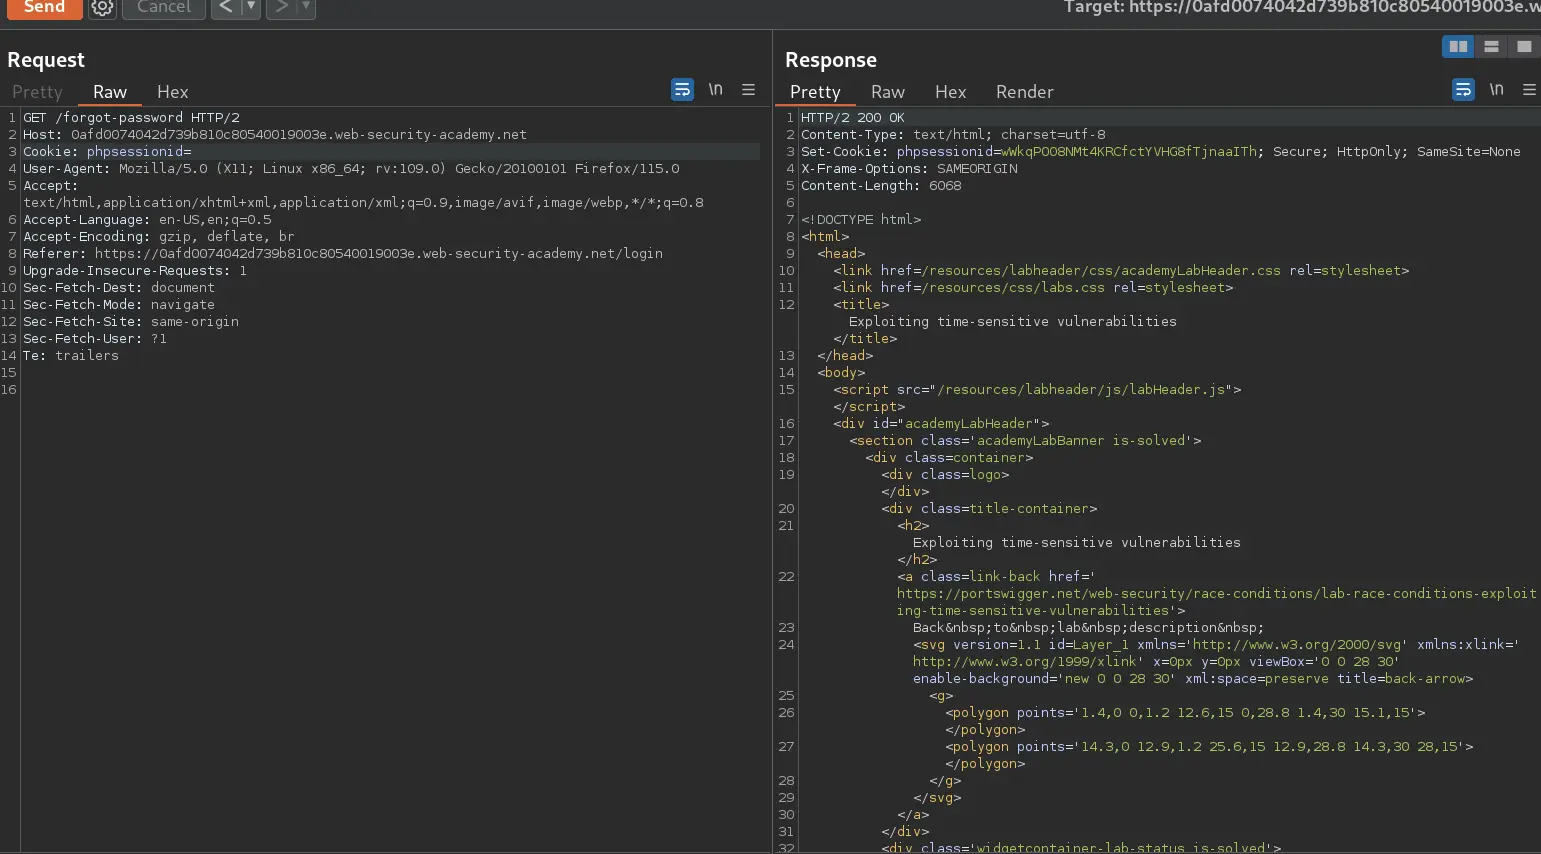 Send
Cancel
<
>
Target: https://0afd0074042d739b810c80540019003e.w
Request
Pretty
Raw
Hex
\n
1 GET /forgot-password HTTP/2
2 Host: 0afd0074042d739b810c80540019003e.web-security-academy.net
3 Cookie: phpsessionid=
4 User-Agent: Mozilla/5.0 (X11; Linux x86_64; rv:109.0) Gecko/20100101 Firefox/115.0
5 Accept:
text/html,application/xhtml+xml,application/xml;q=0.9,image/avif,image/webp,*/*;q=0.8
6 Accept-Language: en-US,en;q=0.5
7 Accept-Encoding: gzip, deflate, br
8 Referer: https://0afd0074042d739b810c80540019003e.web-security-academy.net/login
9 Upgrade-Insecure-Requests: 1
10 Sec-Fetch-Dest: document
11 Sec-Fetch-Mode: navigate
12 Sec-Fetch-Site: same-origin
13 Sec-Fetch-User: ?1
14 Te: trailers
15
16
Response
Pretty
Raw
Hex
Render
\n
1 HTTP/2 200 OK
2 Content-Type: text/html; charset=utf-8
3 Set-Cookie: phpsessionid=wWkqPO08NMt4KRCfctYVHG8fTjnaaITh; Secure; HttpOnly; SameSite=None
4 X-Frame-Options: SAMEORIGIN
5 Content-Length: 6068
6
7 <!DOCTYPE html>
8 <html>
9 <head>
10 <link href=/resources/labheader/css/academyLabHeader.css rel=stylesheet>
11 <link href=/resources/css/labs.css rel=stylesheet>
12 <title>
Exploiting time-sensitive vulnerabilities
</title>
13 </head>
14 <body>
15 <script src="/resources/labheader/js/labHeader.js">
</script>
16 <div id="academyLabHeader">
17 <section class='academyLabBanner is-solved'>
18 <div class=container>
19 <div class=logo>
</div>
20 <div class=title-container>
21 <h2>
Exploiting time-sensitive vulnerabilities
</h2>
22 <a class=link-back href='
https://portswigger.net/web-security/race-conditions/lab-race-conditions-exploit
ing-time-sensitive-vulnerabilities'>
23 Back&nbsp;to&nbsp;lab&nbsp;description&nbsp;
24 <svg version=1.1 id=Layer_1 xmlns='http://www.w3.org/2000/svg' xmlns:xlink='
http://www.w3.org/1999/xlink' x=0px y=0px viewBox='0 0 28 30'
enable-background='new 0 0 28 30' xml:space=preserve title=back-arrow>
25 <g>
26 <polygon points='1.4,0 0,1.2 12.6,15 0,28.8 1.4,30 15.1,15'>
</polygon>
27 <polygon points='14.3,0 12.9,1.2 25.6,15 12.9,28.8 14.3,30 28,15'>
</polygon>
28 </g>
29 </svg>
30 </a>
31 </div>
32 <div class='widgetcontainer-lab-status is-solved'>